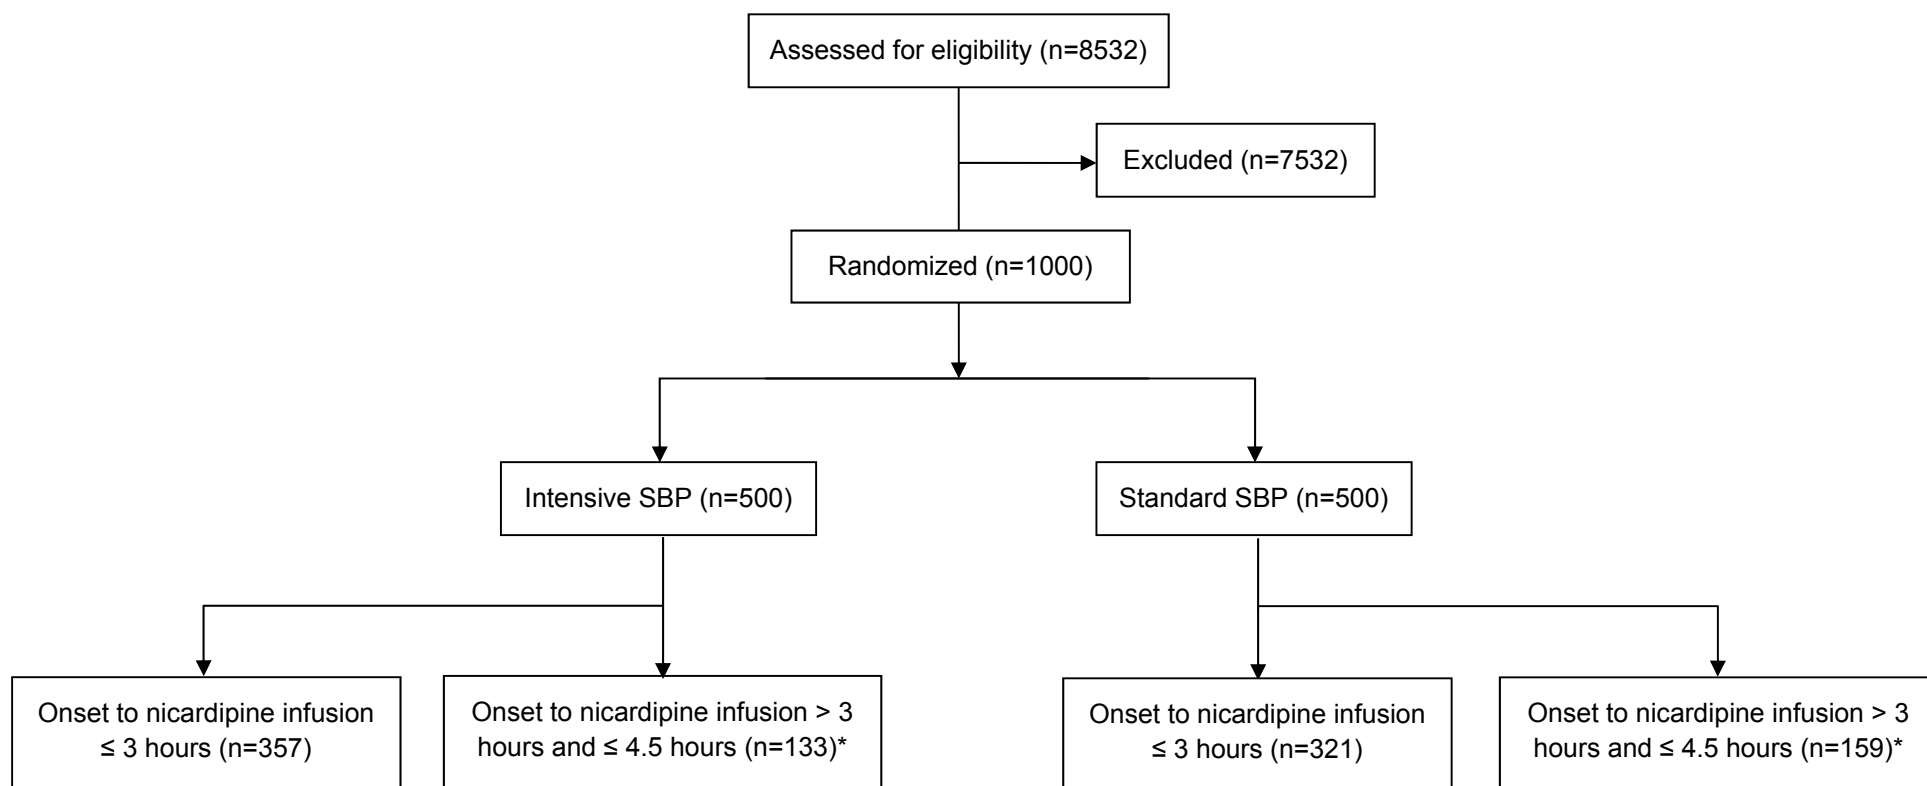 Assessed for eligibility (n=8532)
Excluded (n=7532)
Randomized (n=1000)
Intensive SBP (n=500)
Standard SBP (n=500)
Onset to nicardipine infusion
≤ 3 hours (n=357)
Onset to nicardipine infusion > 3
hours and ≤ 4.5 hours (n=133)*
Onset to nicardipine infusion
≤ 3 hours (n=321)
Onset to nicardipine infusion > 3
hours and ≤ 4.5 hours (n=159)*